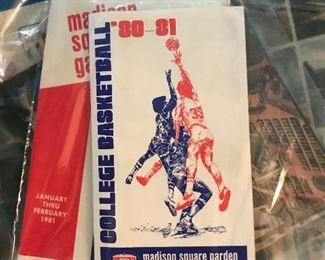 madison
sq
ga
JANUARY
THRU
FEBRUARY
1981
COLLEGE BASKETBALL
'80-81
madison square garden